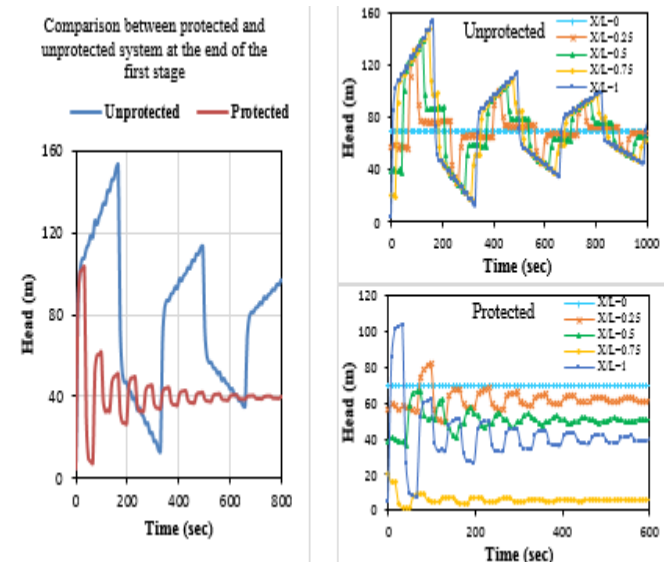 Comparison between protected and
unprotected system at the end of the
first stage
Unprotected Protected
160
120
80
40
0
0 200 400 600 800
Head (m)
Time (sec)
160
120
80
40
0
0 200 400 600 800 1000
Head (m)
Time (sec)
Unprotected
X/L=0
X/L=0.25
X/L=0.5
X/L=0.75
X/L=1
120
100
80
60
40
20
0
0 200 400 600
Head (m)
Time (sec)
Protected
X/L=0
X/L=0.25
X/L=0.5
X/L=0.75
X/L=1